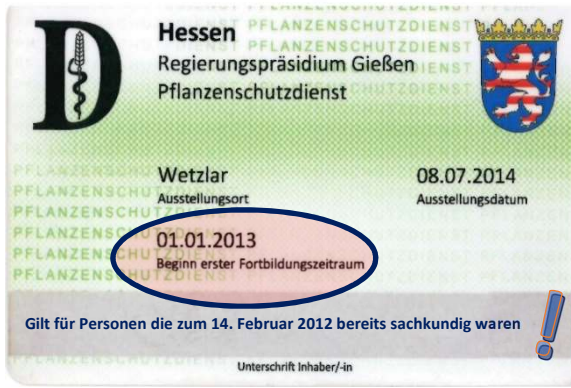 D
Hessen
Regierungspräsidium Gießen
Pflanzenschutzdienst
Wetzlar
Ausstellungsort
08.07.2014
Ausstellungsdatum
01.01.2013
Beginn erster Fortbildungszeitraum
Gilt für Personen die zum 14. Februar 2012 bereits sachkundig waren
!
Unterschrift Inhaber/-in
PFLANZENSCHUTZDIENST